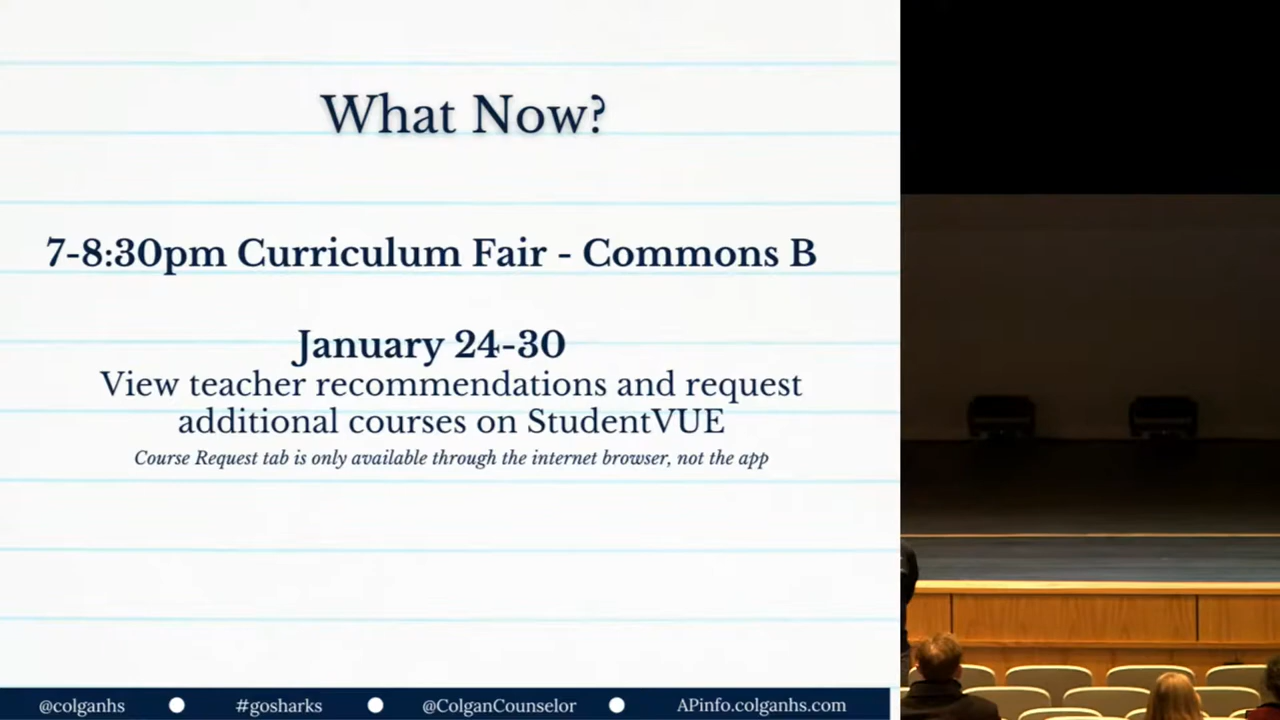 What Now?
7-8:30pm Curriculum Fair - Commons B
January 24-30
View teacher recommendations and request
additional courses on StudentVUE
Course Request tab is only available through the internet browser, not the app
@colganhs
#gosharks
@ColganCounselor
APinfo.colganhs.com